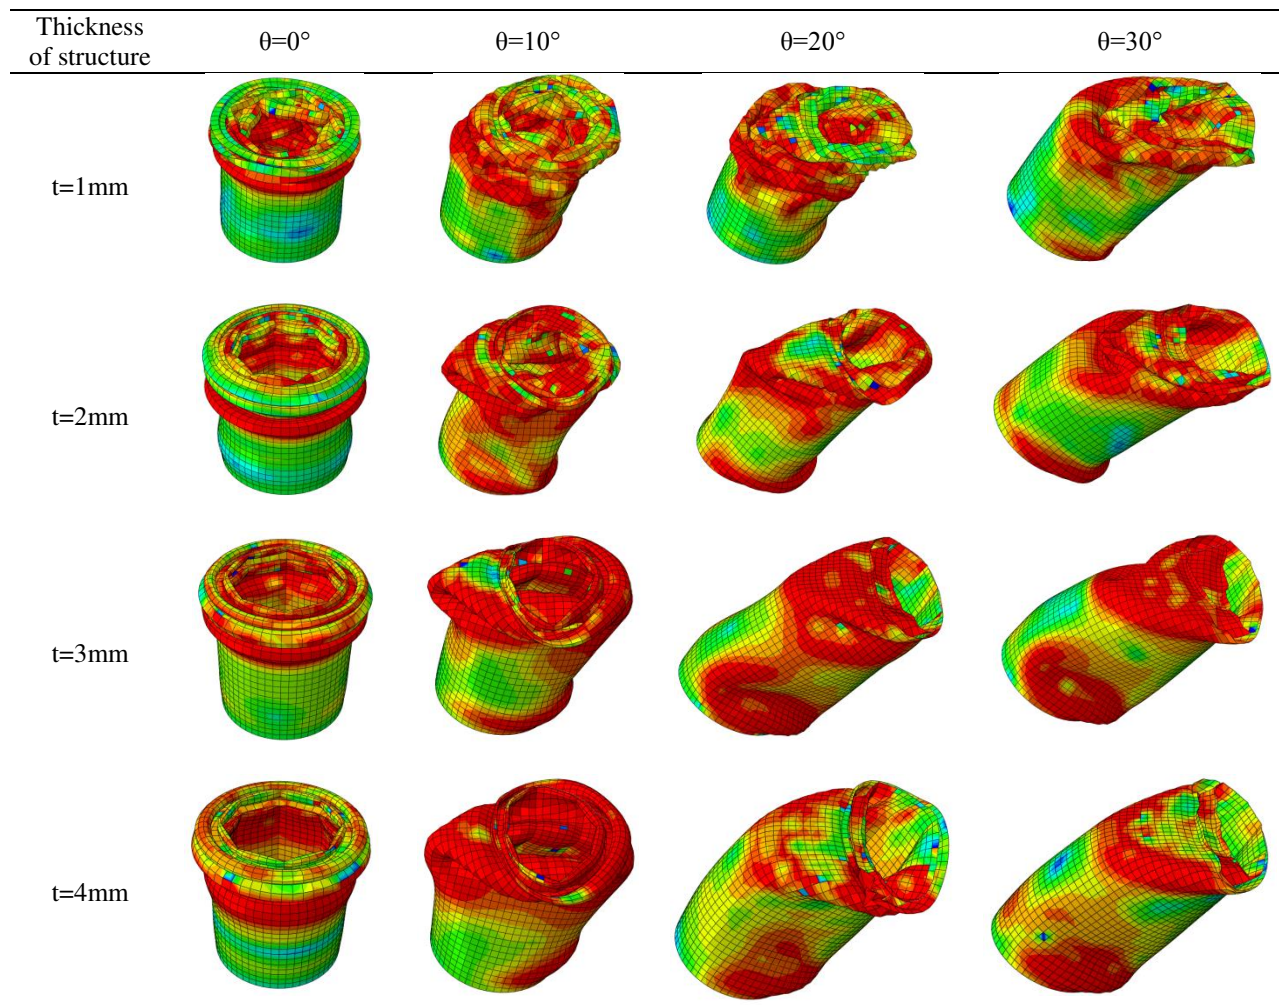 Thickness
of structure
θ=0°
θ=10°
θ=20°
θ=30°
t=1mm
t=2mm
t=3mm
t=4mm